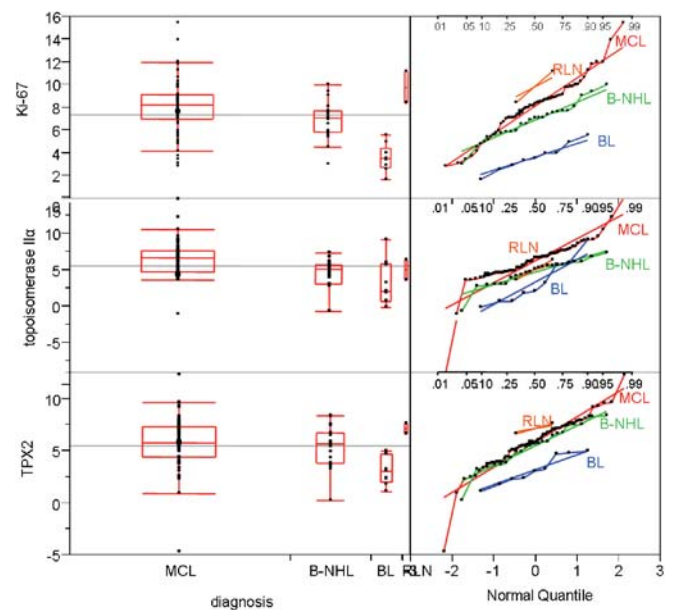 16
14
12
10
8
6
4
2
Ki-67
.01 .05 .10 .25 .50 .75 .90 .95 .99
MCL
RLN
B-NHL
BL
10
5
0
-5
topoisomerase IIα
.01 .05 .10 .25 .50 .75 .90 .95 .99
MCL
RLN
B-NHL
BL
10
5
0
-5
TPX2
.01 .05 .10 .25 .50 .75 .90 .95 .99
RLN
MCL
B-NHL
BL
MCL B-NHL BL RLN
-2 -1 0 1 2 3
diagnosis
Normal Quantile